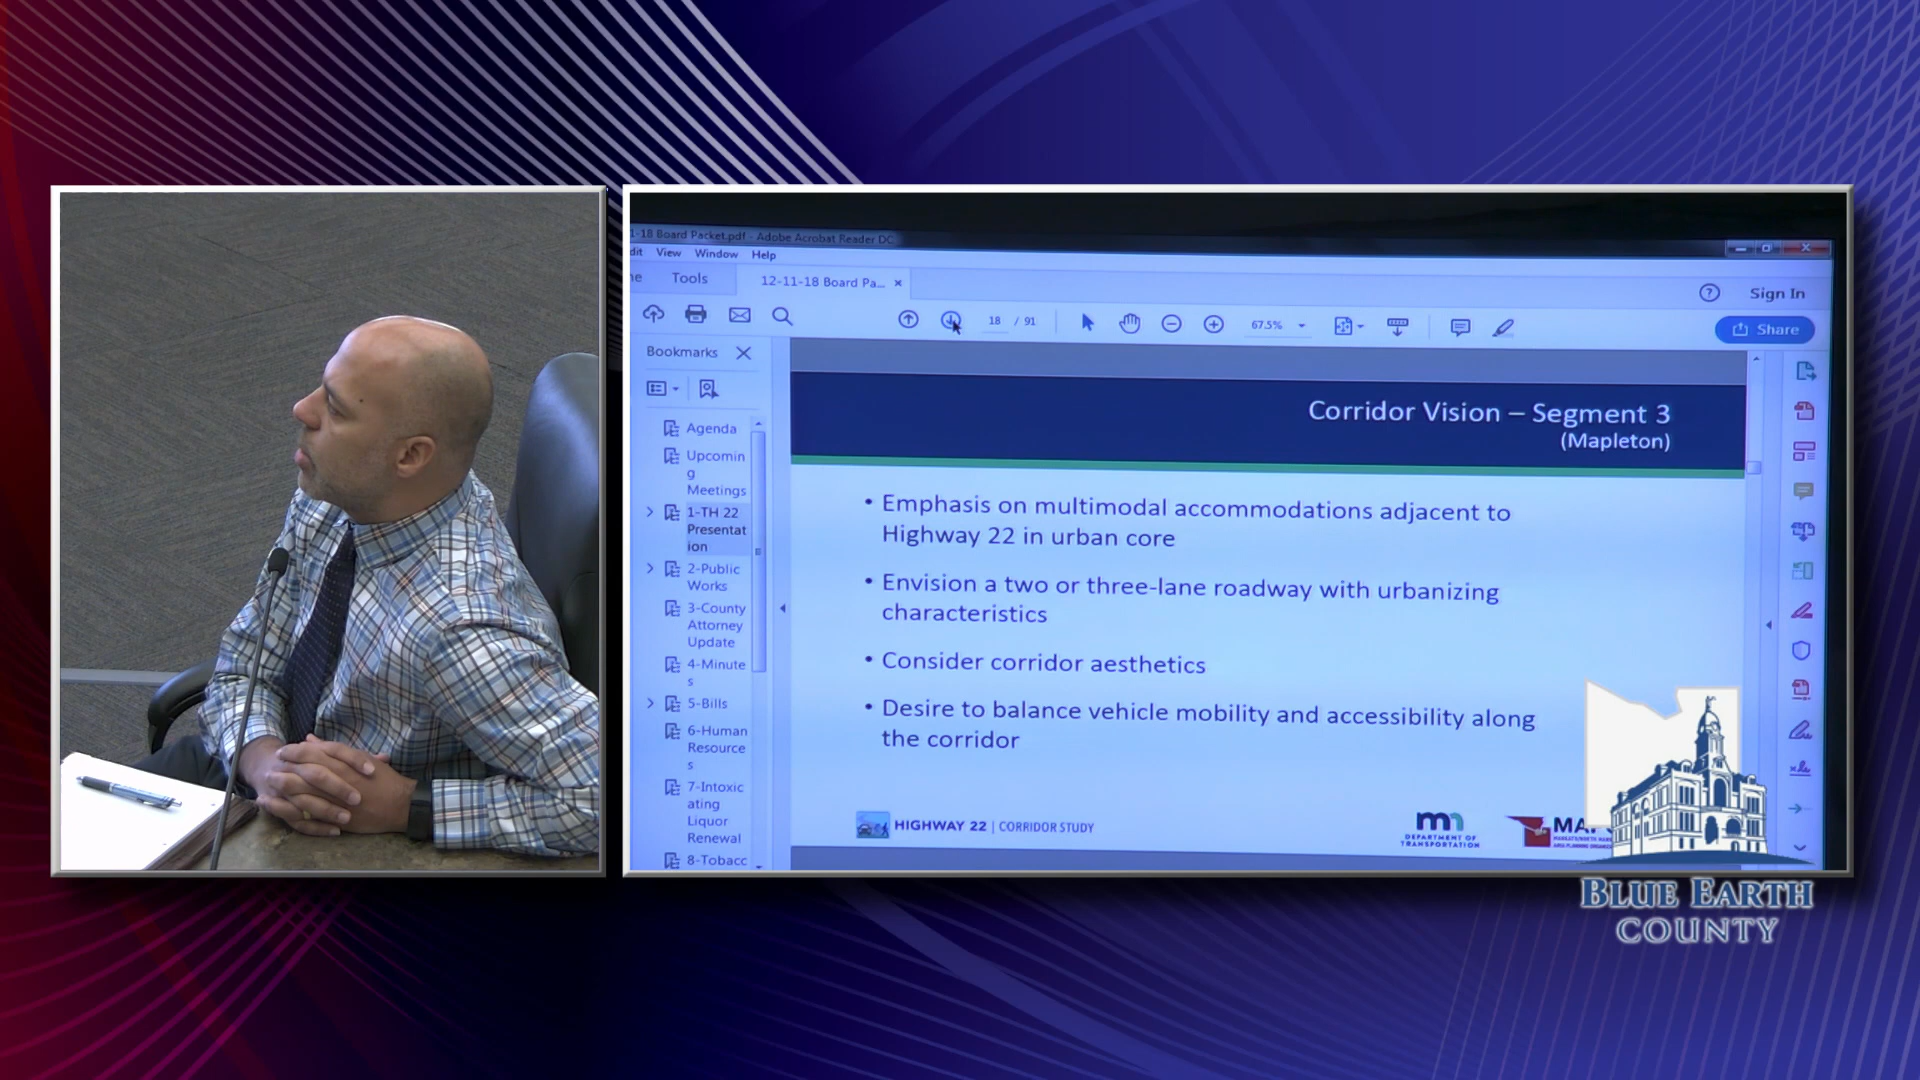 1-18 Board Packet.pdf - Adobe Acrobat Reader DC
dit View Window Help
ne Tools 12-11-18 Board Pa... ×
Sign In
18 / 91
67.5%
Share
Bookmarks
Agenda
Upcomin
g
Meetings
1-TH 22
Presentat
ion
2-Public
Works
3-County
Attorney
Update
4-Minute
s
5-Bills
6-Human
Resource
s
7-Intoxic
ating
Liquor
Renewal
8-Tobacc
Corridor Vision – Segment 3
(Mapleton)
• Emphasis on multimodal accommodations adjacent to
Highway 22 in urban core
• Envision a two or three-lane roadway with urbanizing
characteristics
• Consider corridor aesthetics
• Desire to balance vehicle mobility and accessibility along
the corridor
HIGHWAY 22 | CORRIDOR STUDY
mn
DEPARTMENT OF
TRANSPORTATION
BLUE EARTH
COUNTY